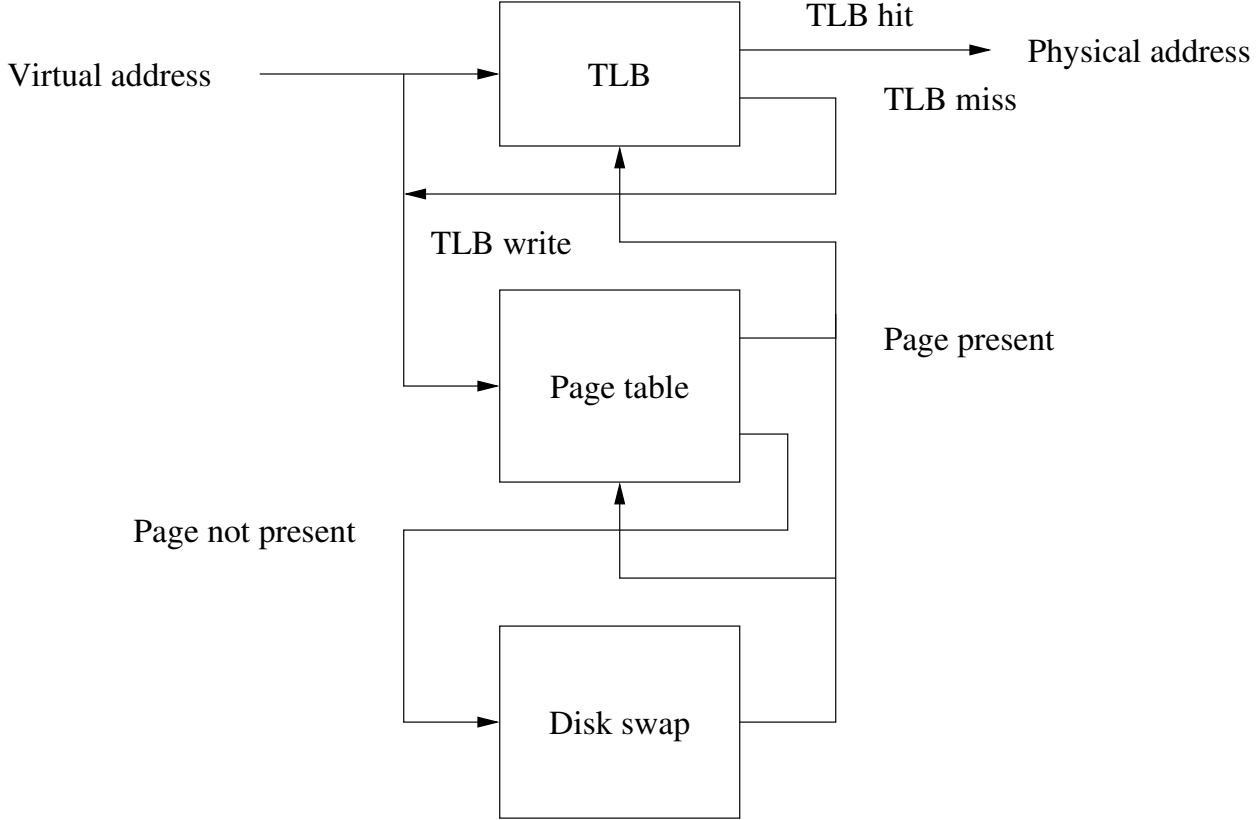 TLB hit
Virtual address
TLB
Physical address
TLB miss
TLB write
Page present
Page table
Page not present
Disk swap